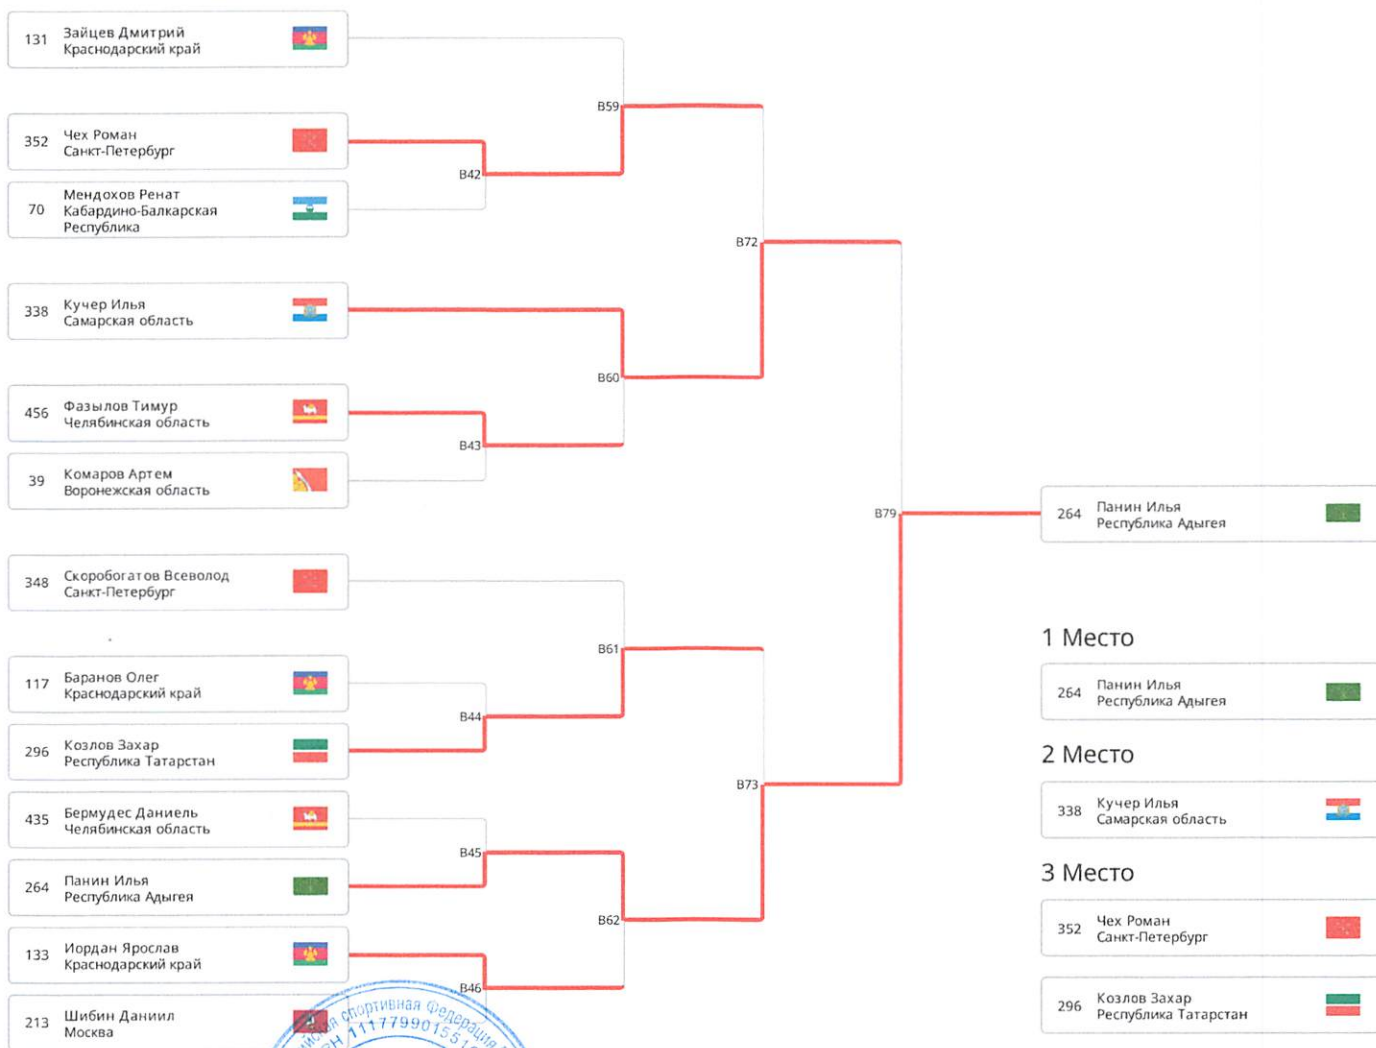 131 Зайцев Дмитрий
Краснодарский край
B59
352 Чех Роман
Санкт-Петербург
B42
70 Мендохов Ренат
Кабардино-Балкарская
Республика
B72
338 Кучер Илья
Самарская область
B60
456 Фазылов Тимур
Челябинская область
B43
39 Комаров Артем
Воронежская область
B79
264 Панин Илья
Республика Адыгея
348 Скоробогатов Всеволод
Санкт-Петербург
B61
117 Баранов Олег
Краснодарский край
B44
296 Козлов Захар
Республика Татарстан
B73
435 Бермудес Даниель
Челябинская область
B45
264 Панин Илья
Республика Адыгея
B62
133 Иордан Ярослав
Краснодарский край
B46
213 Шибин Даниил
Москва
1 Место
264 Панин Илья
Республика Адыгея
2 Место
338 Кучер Илья
Самарская область
3 Место
352 Чех Роман
Санкт-Петербург
296 Козлов Захар
Республика Татарстан
спортивная Федерация